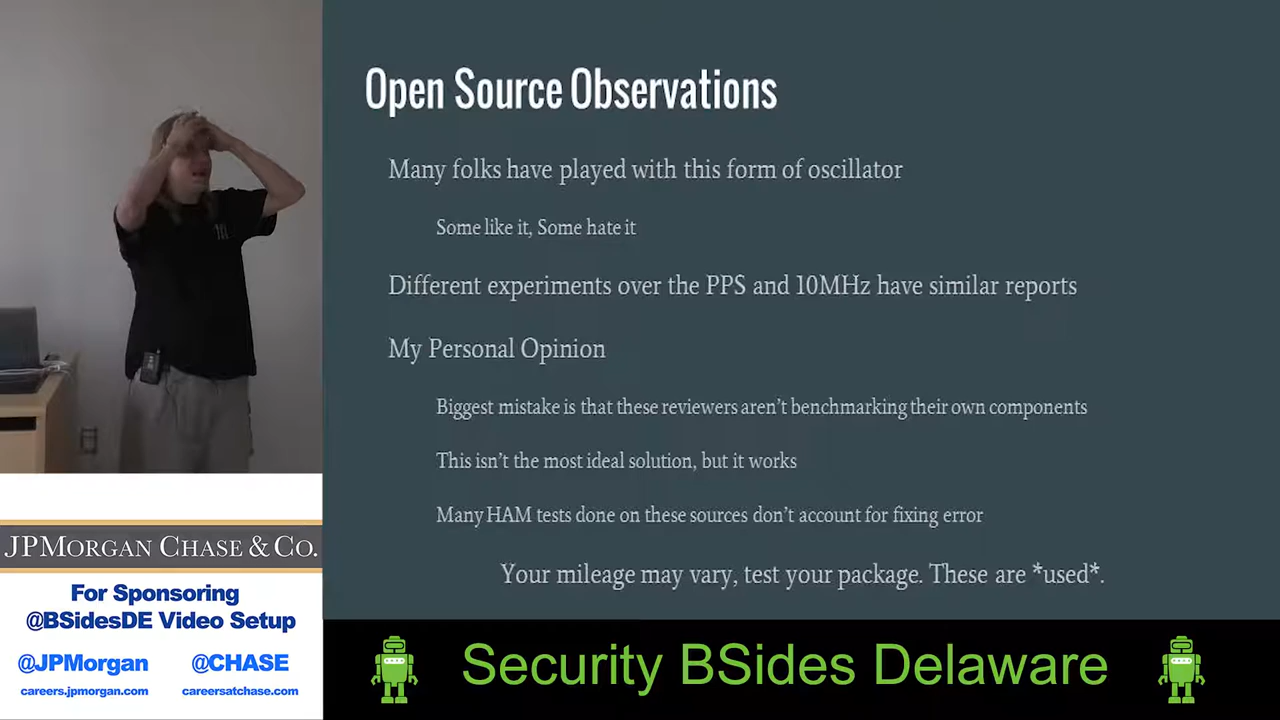 Open Source Observations
Many folks have played with this form of oscillator
Some like it, Some hate it
Different experiments over the PPS and 10MHz have similar reports
My Personal Opinion
Biggest mistake is that these reviewers aren't benchmarking their own components
This isn't the most ideal solution, but it works
Many HAM tests done on these sources don't account for fixing error
Your mileage may vary, test your package. These are *used*.
JPMORGAN CHASE & CO.
For Sponsoring
@BSidesDE Video Setup
@JPMorgan @CHASE
careers.jpmorgan.com careersatchase.com
Security BSides Delaware